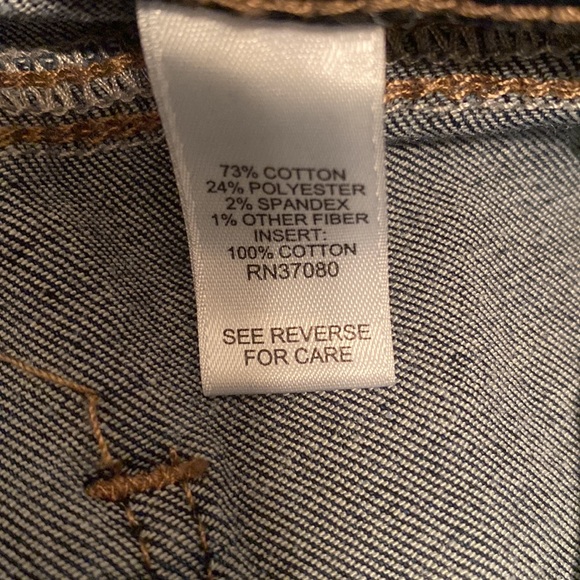 73% COTTON
24% POLYESTER
2% SPANDEX
1% OTHER FIBER
INSERT:
100% COTTON
RN37080
SEE REVERSE
FOR CARE